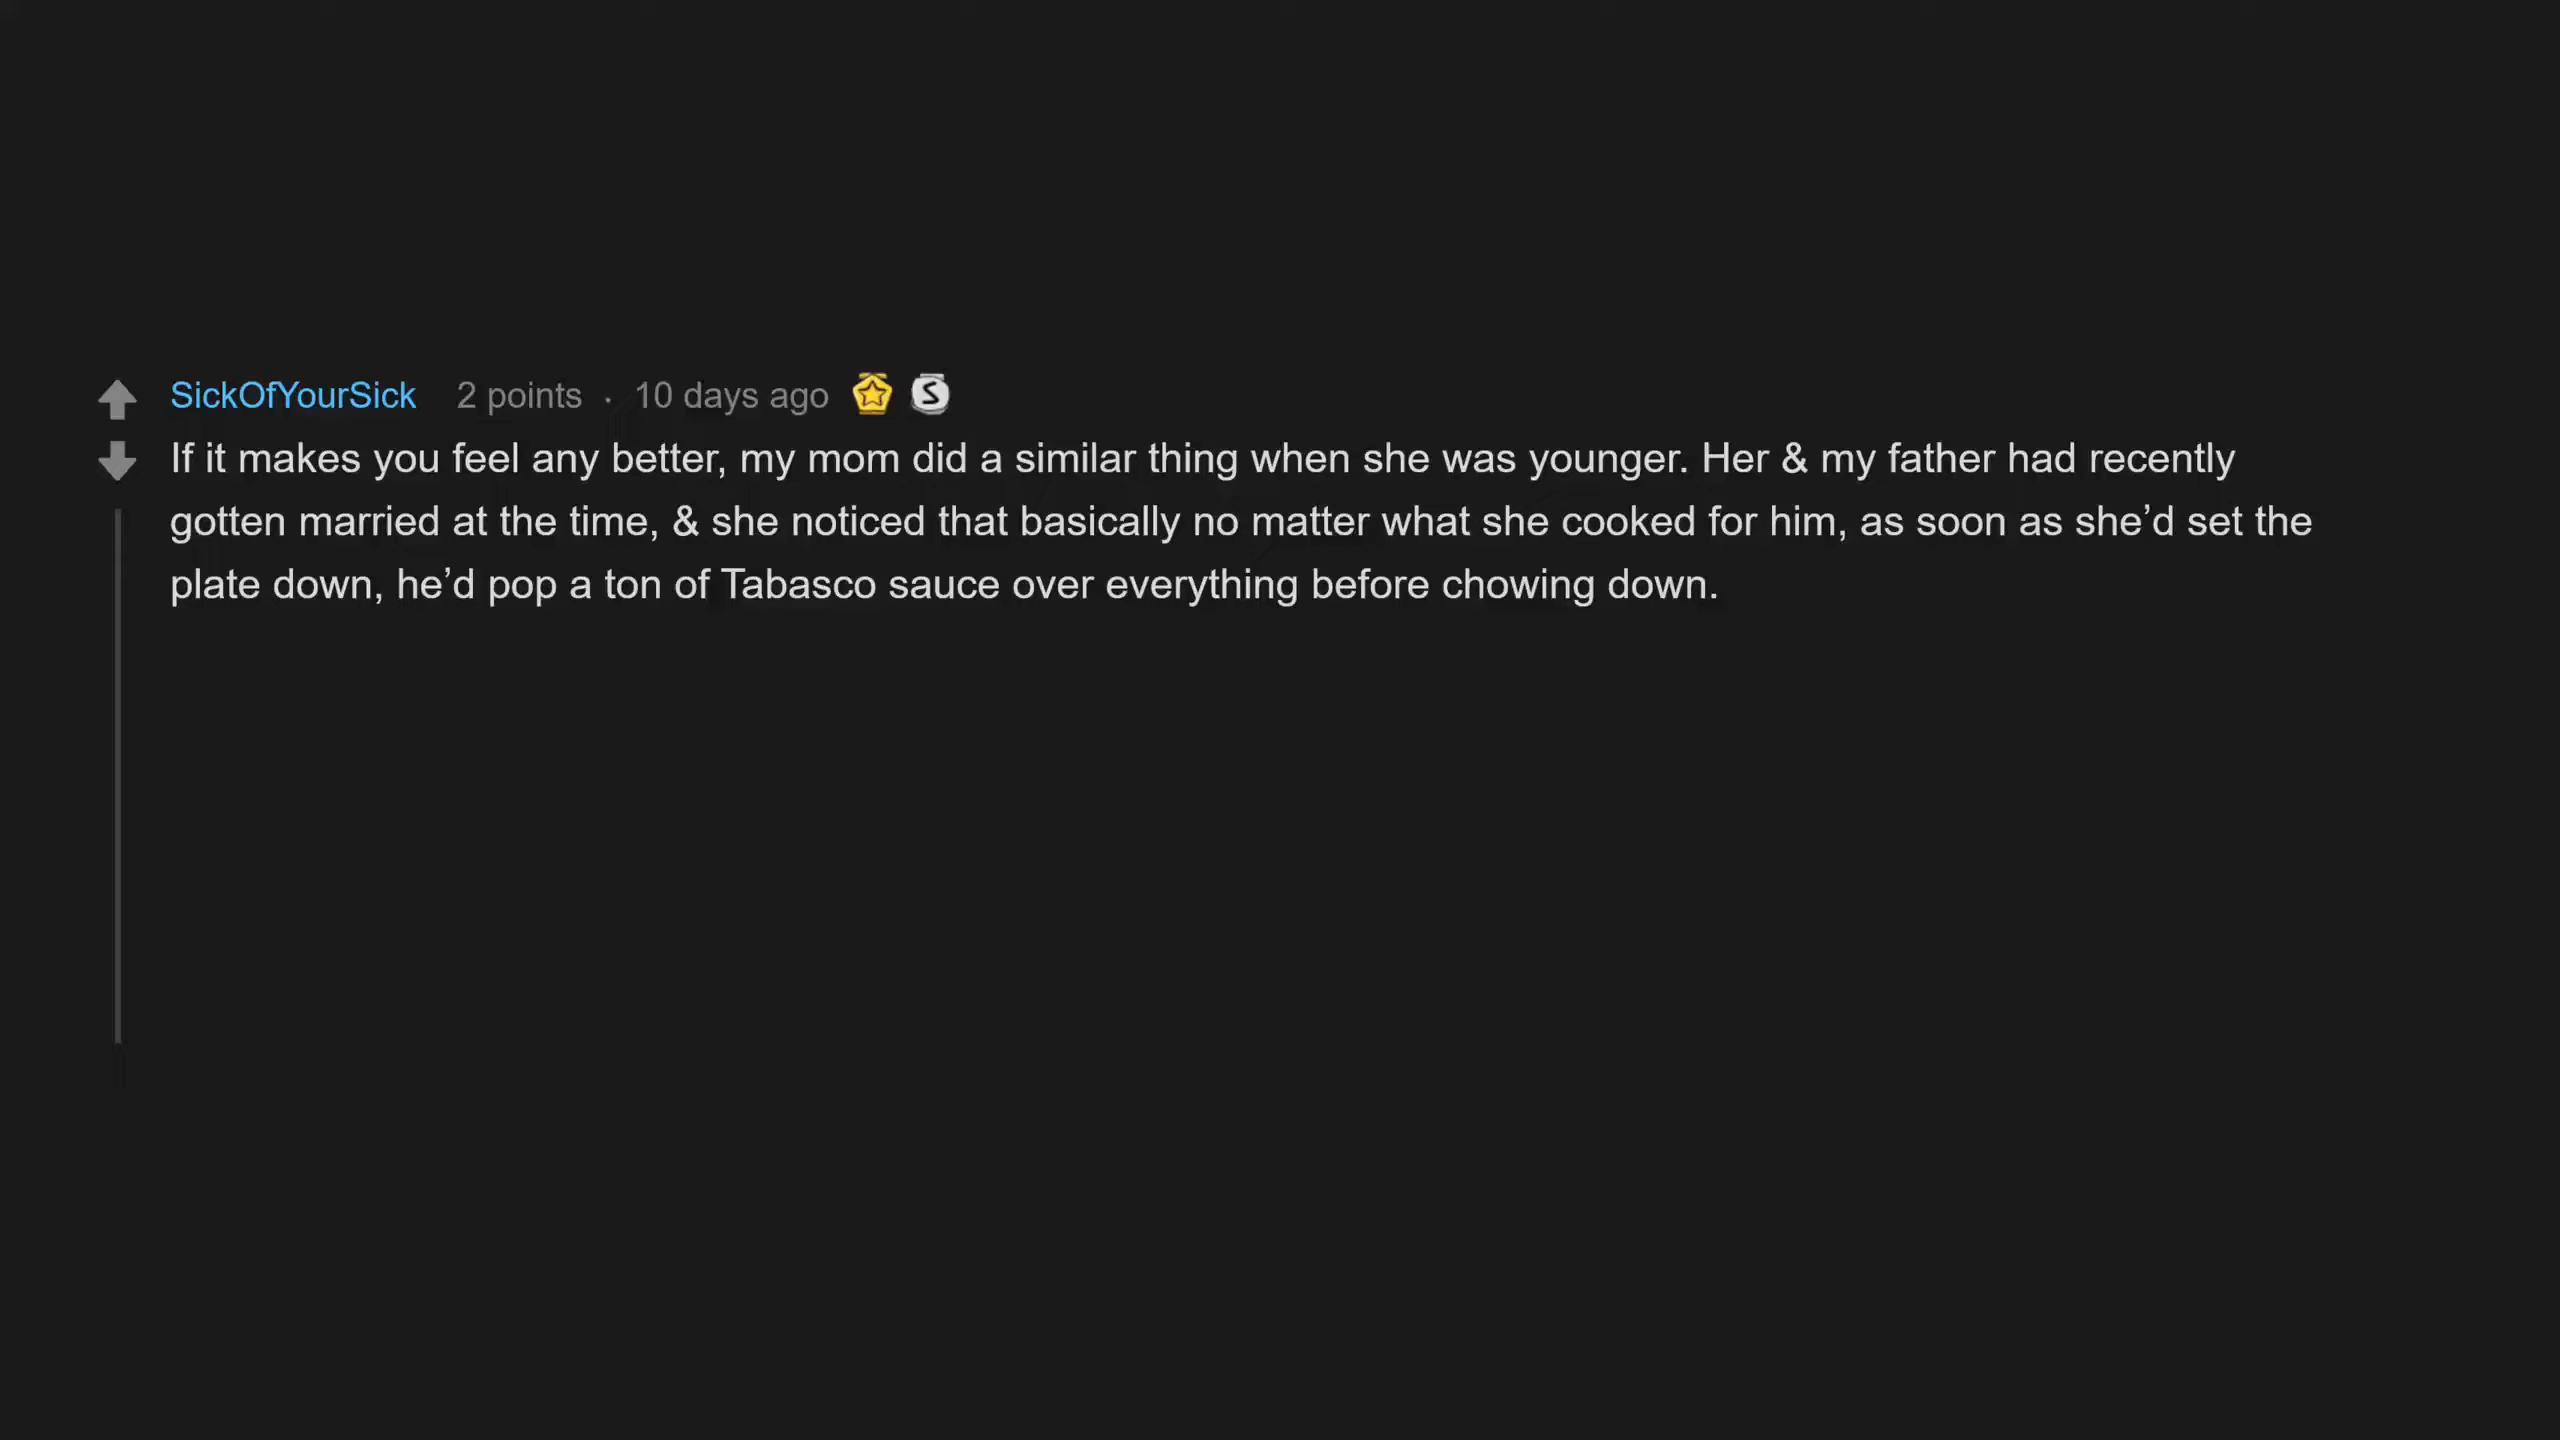 SickOfYourSick 2 points · 10 days ago
If it makes you feel any better, my mom did a similar thing when she was younger. Her & my father had recently
gotten married at the time, & she noticed that basically no matter what she cooked for him, as soon as she’d set the
plate down, he’d pop a ton of Tabasco sauce over everything before chowing down.